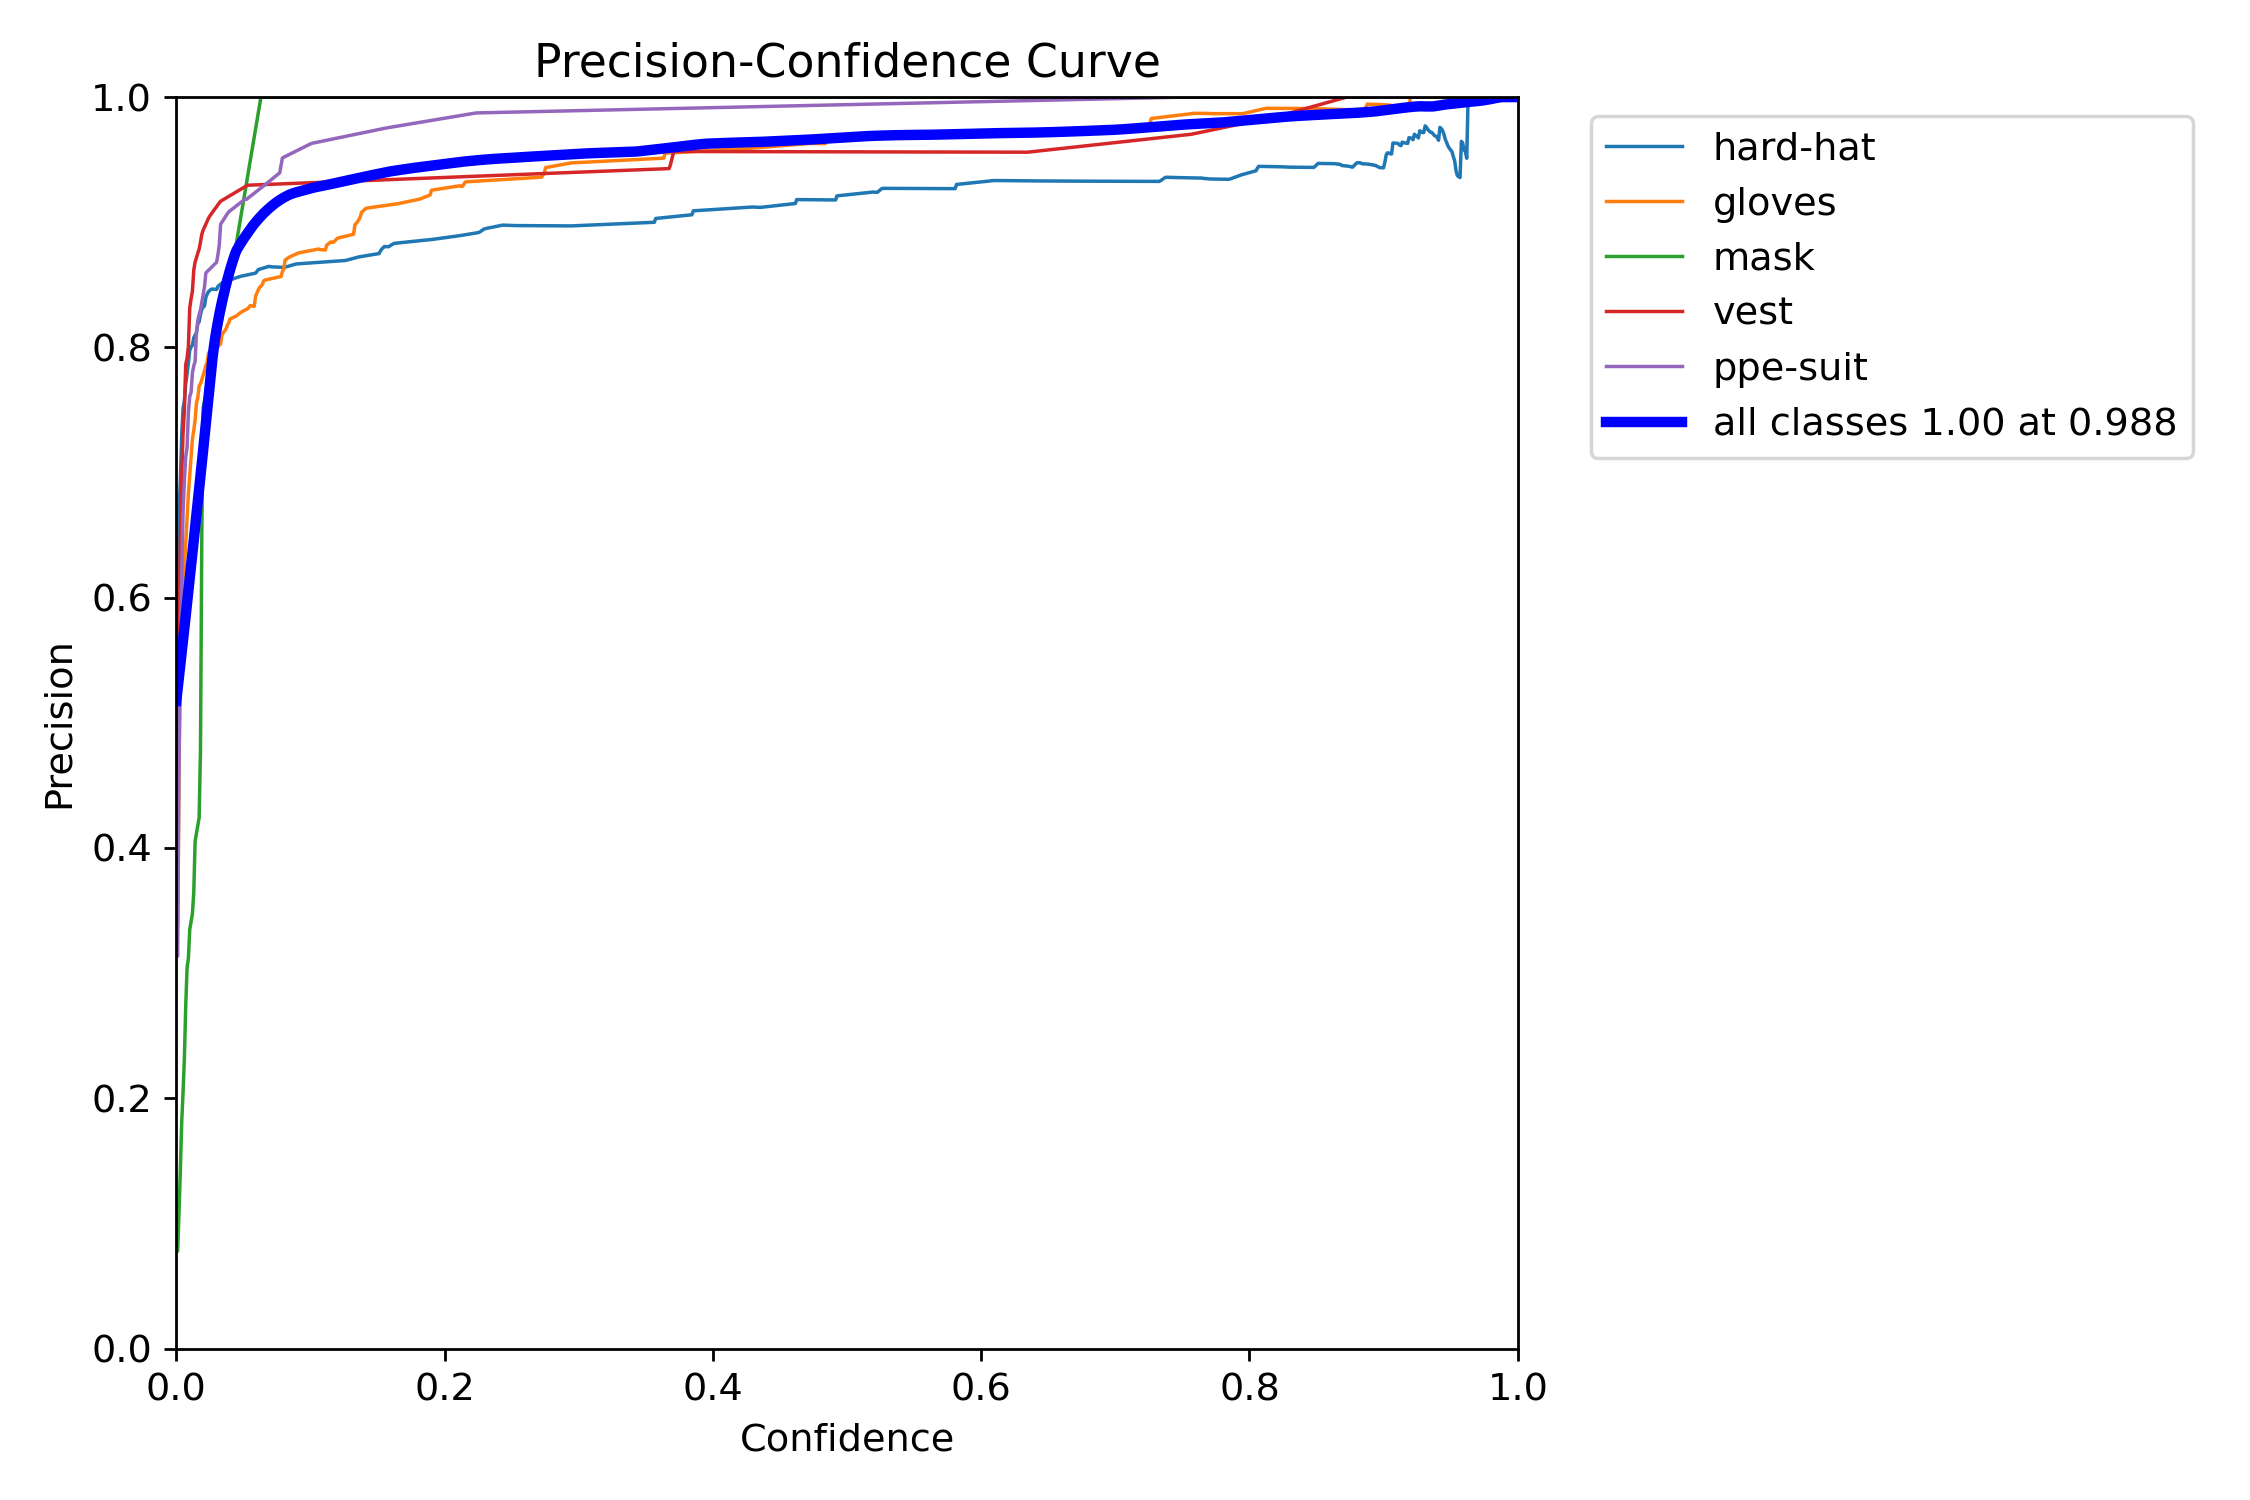 Precision-Confidence Curve
1.0
0.8
0.6
0.4
0.2
0.0
Precision
0.0 0.2 0.4 0.6 0.8 1.0
Confidence
hard-hat
gloves
mask
vest
ppe-suit
all classes 1.00 at 0.988